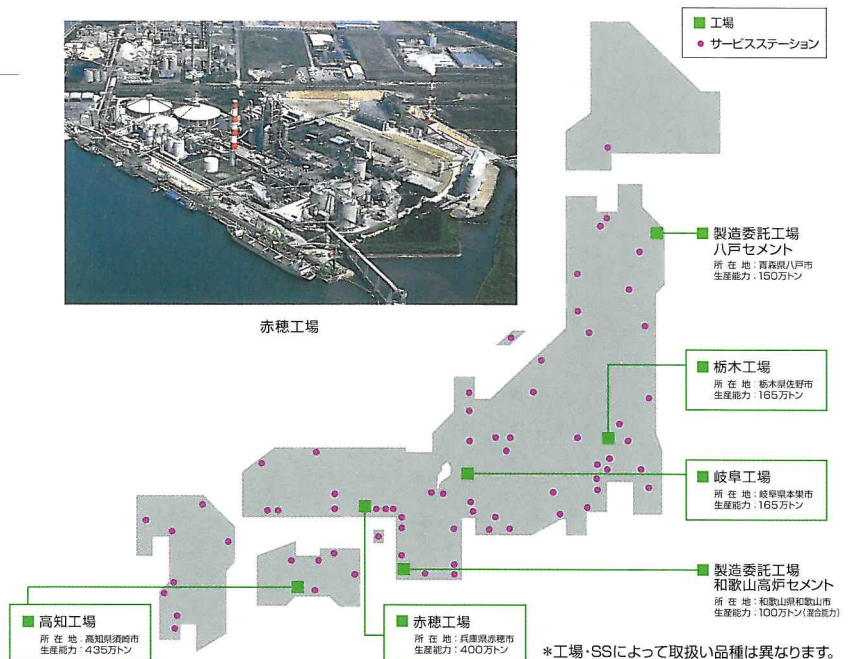 工場
サービスステーション
赤穂工場
製造委託工場
八戸セメント
所在地：青森県八戸市
生産能力：150万トン
栃木工場
所在地：栃木県佐野市
生産能力：165万トン
岐阜工場
所在地：岐阜県本巣市
生産能力：165万トン
製造委託工場
和歌山高炉セメント
所在地：和歌山県和歌山市
生産能力：100万トン(混合能力)
高知工場
所在地：高知県須崎市
生産能力：435万トン
赤穂工場
所在地：兵庫県赤穂市
生産能力：400万トン
＊工場・SSによって取扱い品種は異なります。